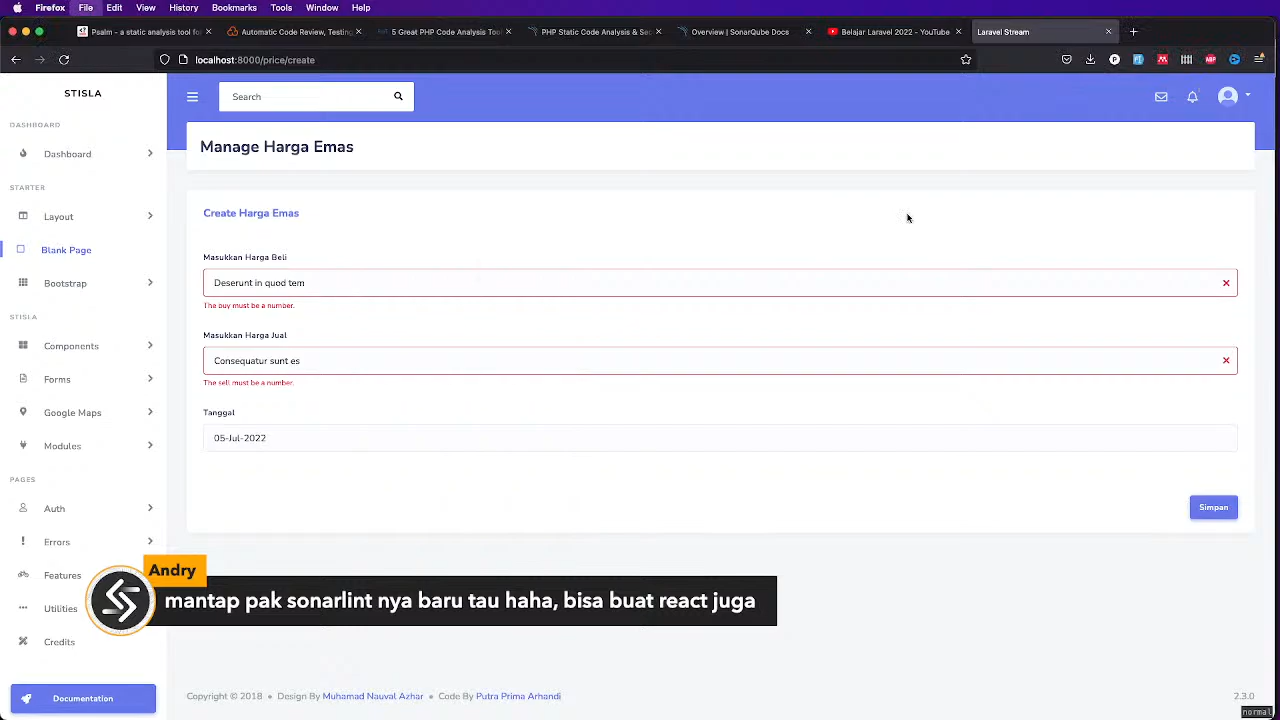 Firefox File Edit View History Bookmarks Tools Window Help
Psalm - a static analysis tool for
Automatic Code Review, Testing
5 Great PHP Code Analysis Tool
PHP Static Code Analysis & Sec
Overview | SonarQube Docs
Belajar Laravel 2022 - YouTube
Laravel Stream
localhost:8000/price/create
STISLA
Search
DASHBOARD
Dashboard
STARTER
Layout
Blank Page
Bootstrap
STISLA
Components
Forms
Google Maps
Modules
PAGES
Auth
Errors
Features
Utilities
Credits
Documentation
Manage Harga Emas
Create Harga Emas
Masukkan Harga Beli
Deserunt in quod tem
The buy must be a number.
Masukkan Harga Jual
Consequatur sunt es
The sell must be a number.
Tanggal
05-Jul-2022
Simpan
Andry
mantap pak sonarlint nya baru tau haha, bisa buat react juga
Copyright © 2018 • Design By Muhamad Nauval Azhar • Code By Putra Prima Arhandi
2.3.0
normal